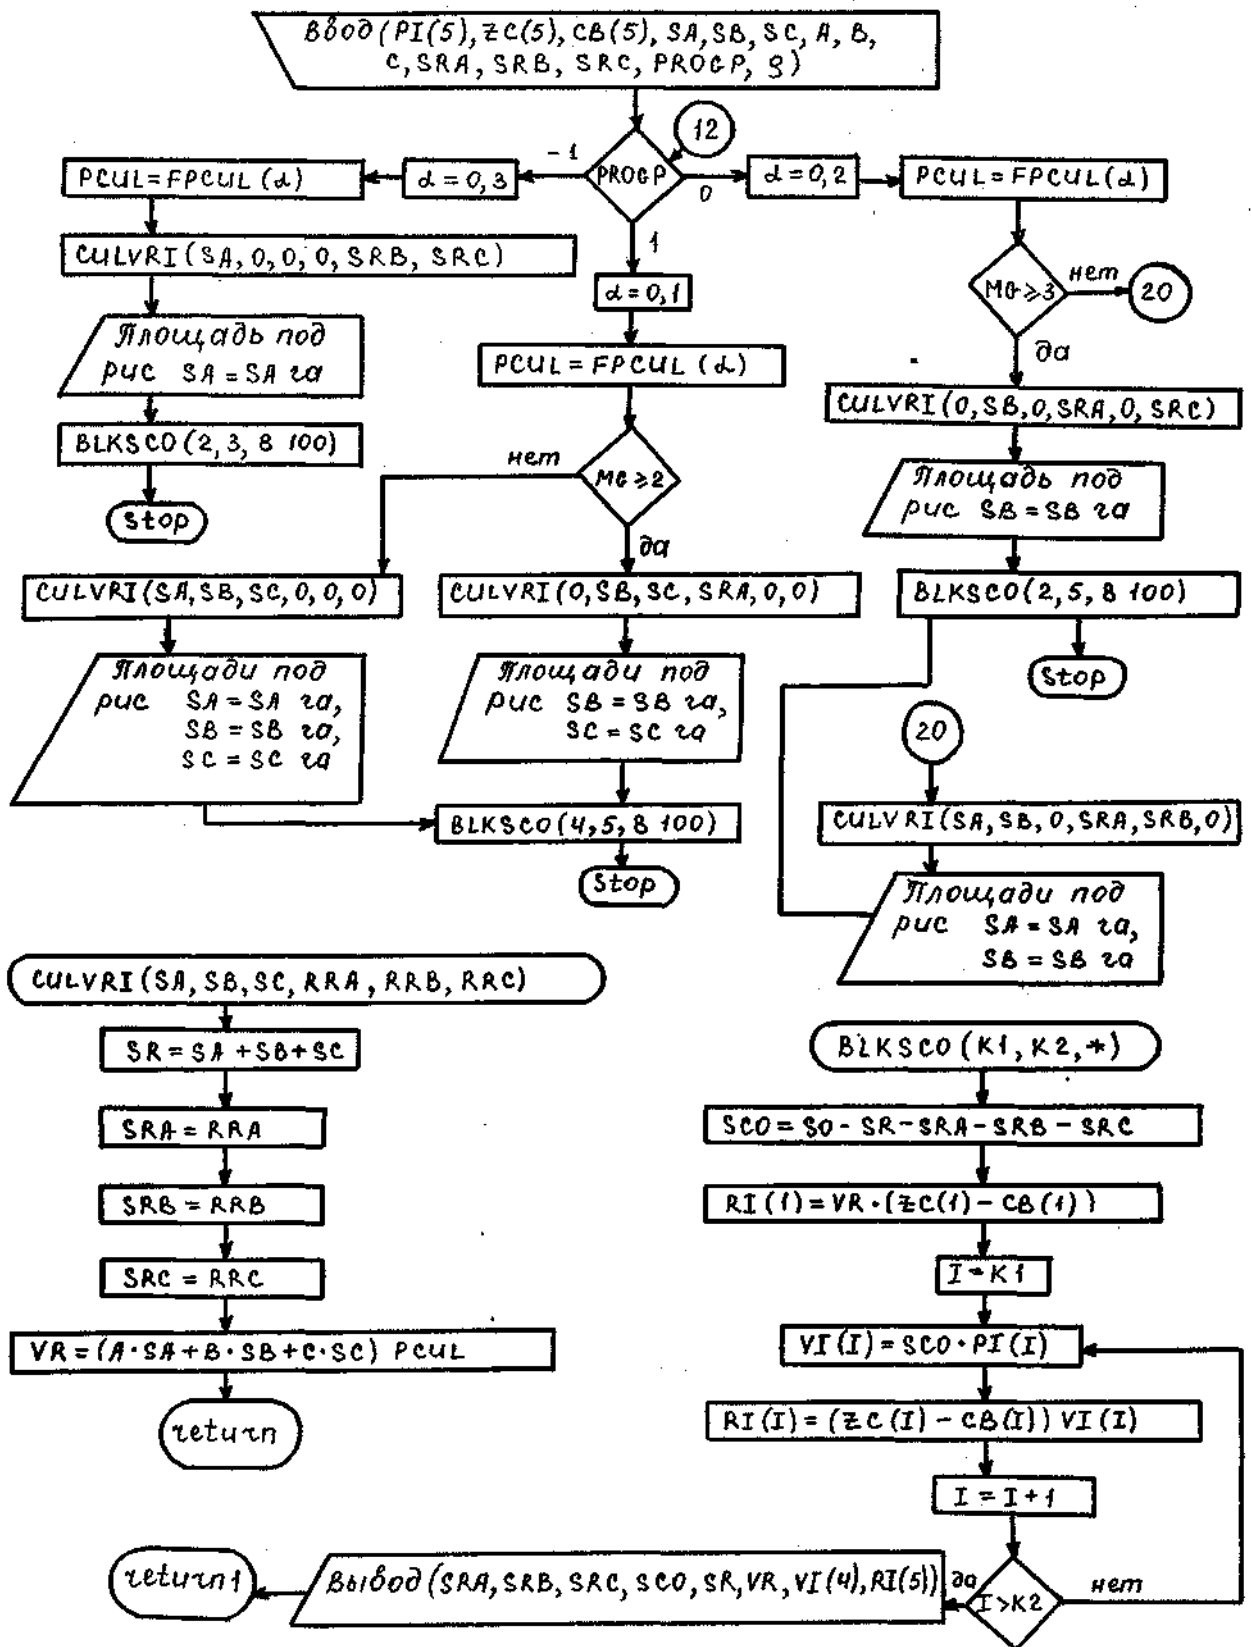 Ввод (PI(5), ZC(5), CB(5), SA, SB, SC, A, B,
C, SRA, SRB, SRC, PROGP, g)
12
PROGP
-1
0
1
α = 0,3
PCUL = FPCUL(α)
CULVRI(SA, 0, 0, 0, SRB, SRC)
Площадь под
рис SA = SA га
BLKSCO(2, 3, 8 100)
stop
α = 0,1
PCUL = FPCUL(α)
MG ≥ 2
нет
да
CULVRI(SA, SB, SC, 0, 0, 0)
Площади под
рис SA = SA га,
SB = SB га,
SC = SC га
CULVRI(0, SB, SC, SRA, 0, 0)
Площади под
рис SB = SB га,
SC = SC га
BLKSCO(4, 5, 8 100)
Stop
α = 0,2
PCUL = FPCUL(α)
MG ≥ 3
нет
20
да
CULVRI(0, SB, 0, SRA, 0, SRC)
Площадь под
рис SB = SB га
BLKSCO(2, 5, 8 100)
Stop
20
CULVRI(SA, SB, 0, SRA, SRB, 0)
Площади под
рис SA = SA га,
SB = SB га
CULVRI(SA, SB, SC, RRA, RRB, RRC)
SR = SA + SB + SC
SRA = RRA
SRB = RRB
SRC = RRC
VR = (A·SA + B·SB + C·SC) PCUL
return
BLKSCO(K1, K2, *)
SCO = SO - SR - SRA - SRB - SRC
RI(1) = VR·(ZC(1) - CB(1))
I = K1
VI(I) = SCO·PI(I)
RI(I) = (ZC(I) - CB(I)) VI(I)
I = I + 1
I > K2
да
нет
Вывод (SRA, SRB, SRC, SCO, SR, VR, VI(4), RI(5))
return1